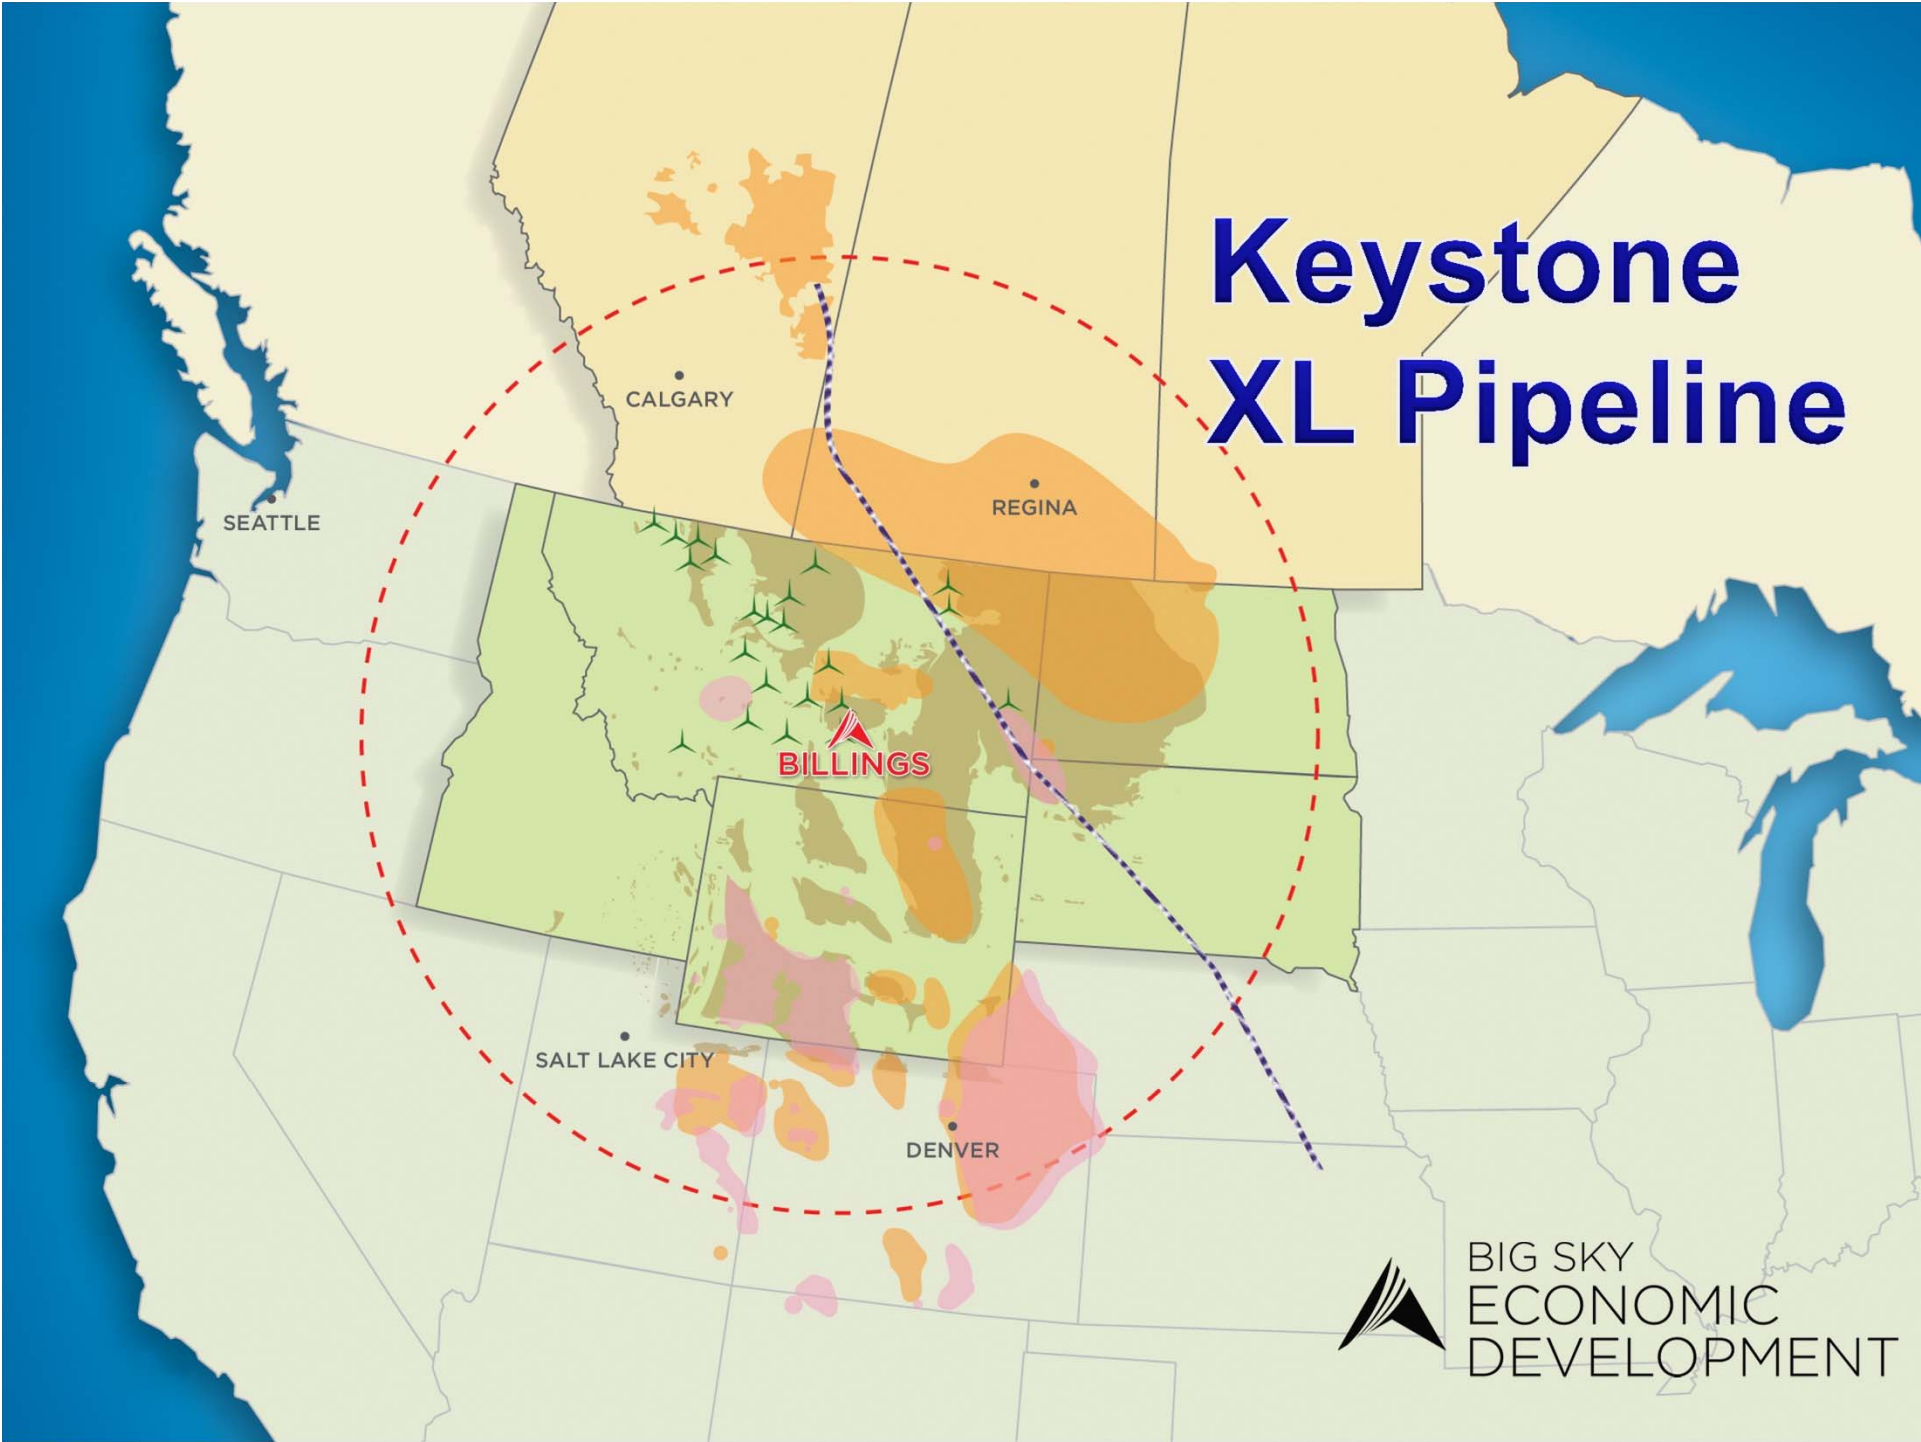 Keystone
XL Pipeline
CALGARY
REGINA
SEATTLE
BILLINGS
SALT LAKE CITY
DENVER
BIG SKY
ECONOMIC
DEVELOPMENT